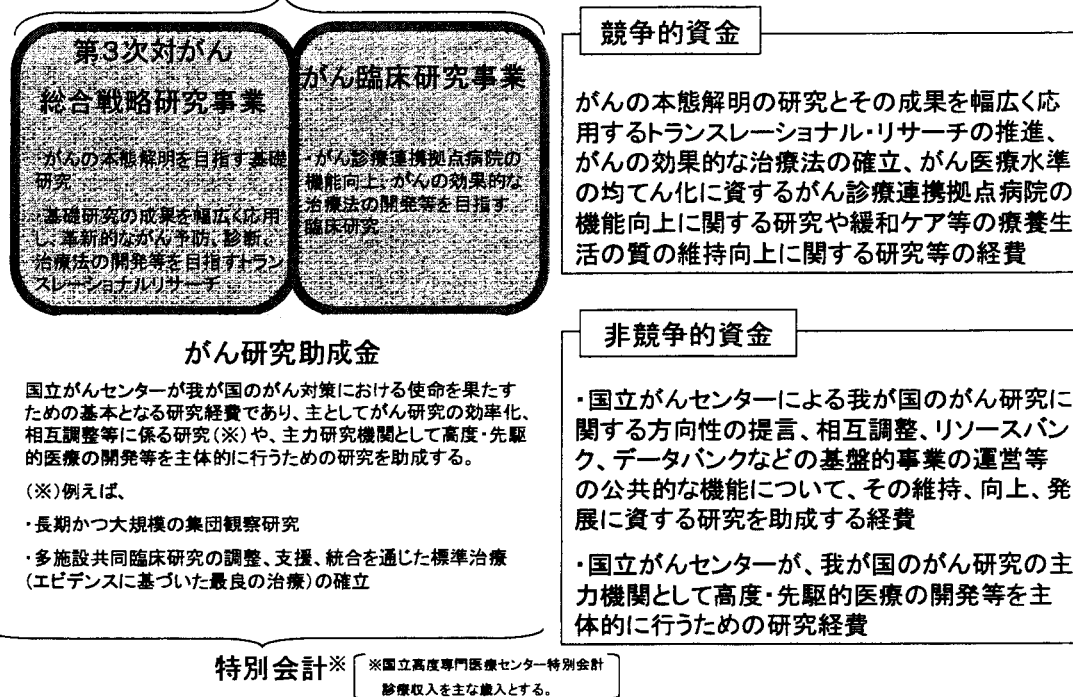 第3次対がん
総合戦略研究事業
・がんの本態解明を目指す基礎
研究
・基礎研究の成果を幅広く応用
し、革新的ながん予防、診断、
治療法の開発等を目指すトラン
スレーショナルリサーチ
がん臨床研究事業
・がん診療連携拠点病院の
機能向上、がんの効果的な
治療法の開発等を目指す
臨床研究
競争的資金
がんの本態解明の研究とその成果を幅広く応
用するトランスレーショナル・リサーチの推進、
がんの効果的な治療法の確立、がん医療水準
の均てん化に資するがん診療連携拠点病院の
機能向上に関する研究や緩和ケア等の療養生
活の質の維持向上に関する研究等の経費
がん研究助成金
国立がんセンターが我が国のがん対策における使命を果たす
ための基本となる研究経費であり、主としてがん研究の効率化、
相互調整等に係る研究(※)や、主力研究機関として高度・先駆
的医療の開発等を主体的に行うための研究を助成する。
(※)例えば、
・長期かつ大規模の集団観察研究
・多施設共同臨床研究の調整、支援、統合を通じた標準治療
(エビデンスに基づいた最良の治療)の確立
非競争的資金
・国立がんセンターによる我が国のがん研究に
関する方向性の提言、相互調整、リソースバン
ク、データバンクなどの基盤的事業の運営等
の公共的な機能について、その維持、向上、発
展に資する研究を助成する経費
・国立がんセンターが、我が国のがん研究の主
力機関として高度・先駆的医療の開発等を主
体的に行うための研究経費
特別会計※
※国立高度専門医療センター特別会計
診療収入を主な歳入とする。